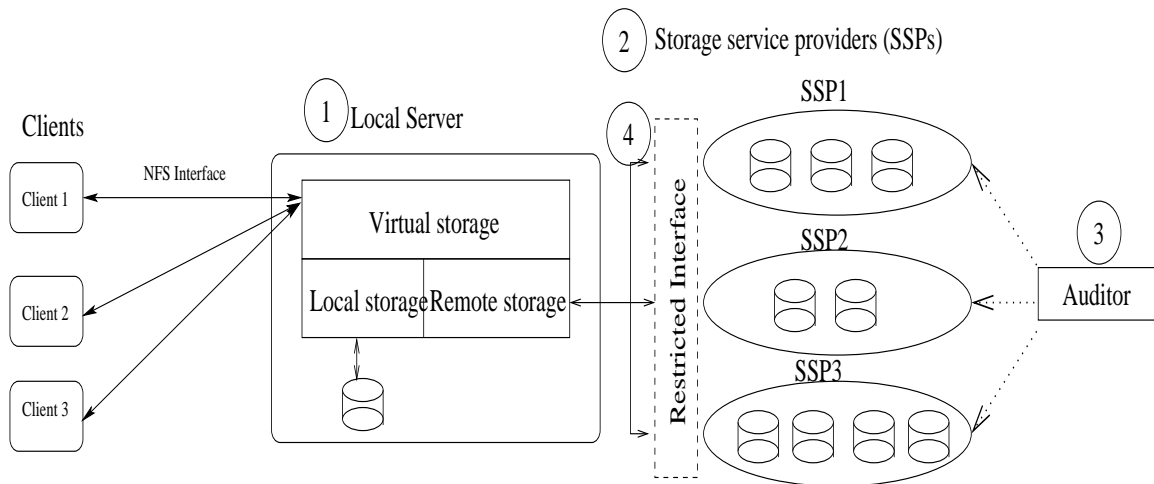 2 Storage service providers (SSPs)
SSP1
1 Local Server
4
Clients
NFS Interface
Client 1
Virtual storage
Restricted Interface
SSP2
3
Client 2
Local storage Remote storage
Auditor
SSP3
Client 3